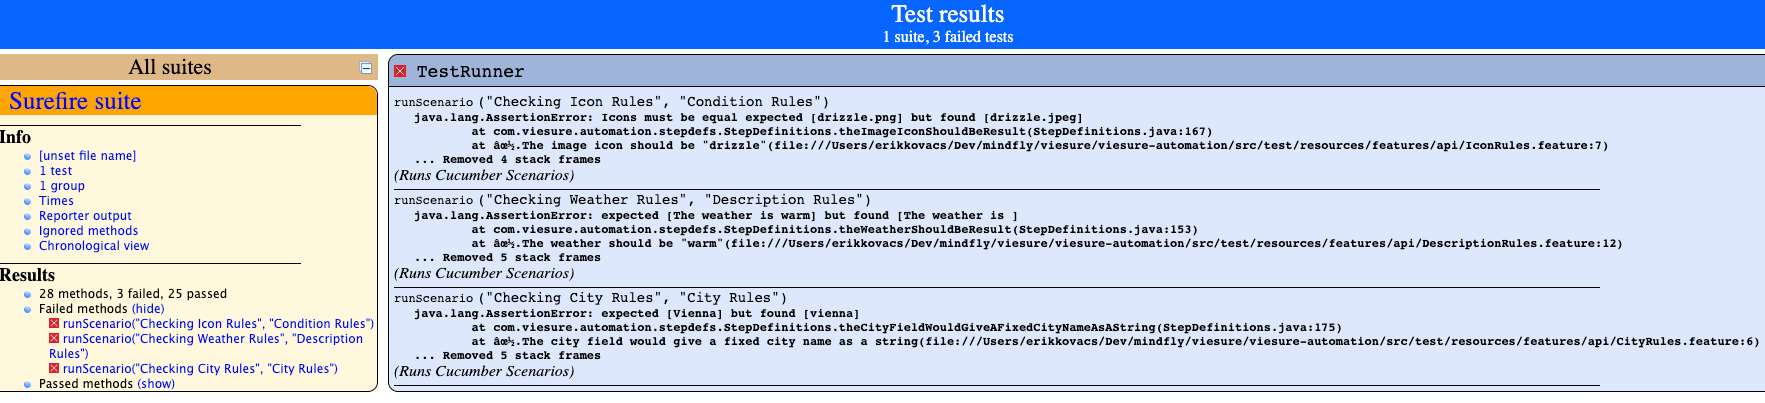 Test results
1 suite, 3 failed tests
All suites
Surefire suite
Info
[unset file name]
1 test
1 group
Times
Reporter output
Ignored methods
Chronological view
Results
28 methods, 3 failed, 25 passed
Failed methods (hide)
runScenario("Checking Icon Rules", "Condition Rules")
runScenario("Checking Weather Rules", "Description
Rules")
runScenario("Checking City Rules", "City Rules")
Passed methods (show)
TestRunner
runScenario ("Checking Icon Rules", "Condition Rules")
java.lang.AssertionError: Icons must be equal expected [drizzle.png] but found [drizzle.jpeg]
at com.viesure.automation.stepdefs.StepDefinitions.theImageIconShouldBeResult(StepDefinitions.java:167)
at âœ½.The image icon should be "drizzle"(file:///Users/erikkovacs/Dev/mindfly/viesure/viesure-automation/src/test/resources/features/api/IconRules.feature:7)
... Removed 4 stack frames
(Runs Cucumber Scenarios)
runScenario ("Checking Weather Rules", "Description Rules")
java.lang.AssertionError: expected [The weather is warm] but found [The weather is ]
at com.viesure.automation.stepdefs.StepDefinitions.theWeatherShouldBeResult(StepDefinitions.java:153)
at âœ½.The weather should be "warm"(file:///Users/erikkovacs/Dev/mindfly/viesure/viesure-automation/src/test/resources/features/api/DescriptionRules.feature:12)
... Removed 5 stack frames
(Runs Cucumber Scenarios)
runScenario ("Checking City Rules", "City Rules")
java.lang.AssertionError: expected [Vienna] but found [vienna]
at com.viesure.automation.stepdefs.StepDefinitions.theCityFieldWouldGiveAFixedCityNameAsAString(StepDefinitions.java:175)
at âœ½.The city field would give a fixed city name as a string(file:///Users/erikkovacs/Dev/mindfly/viesure/viesure-automation/src/test/resources/features/api/CityRules.feature:6)
... Removed 5 stack frames
(Runs Cucumber Scenarios)